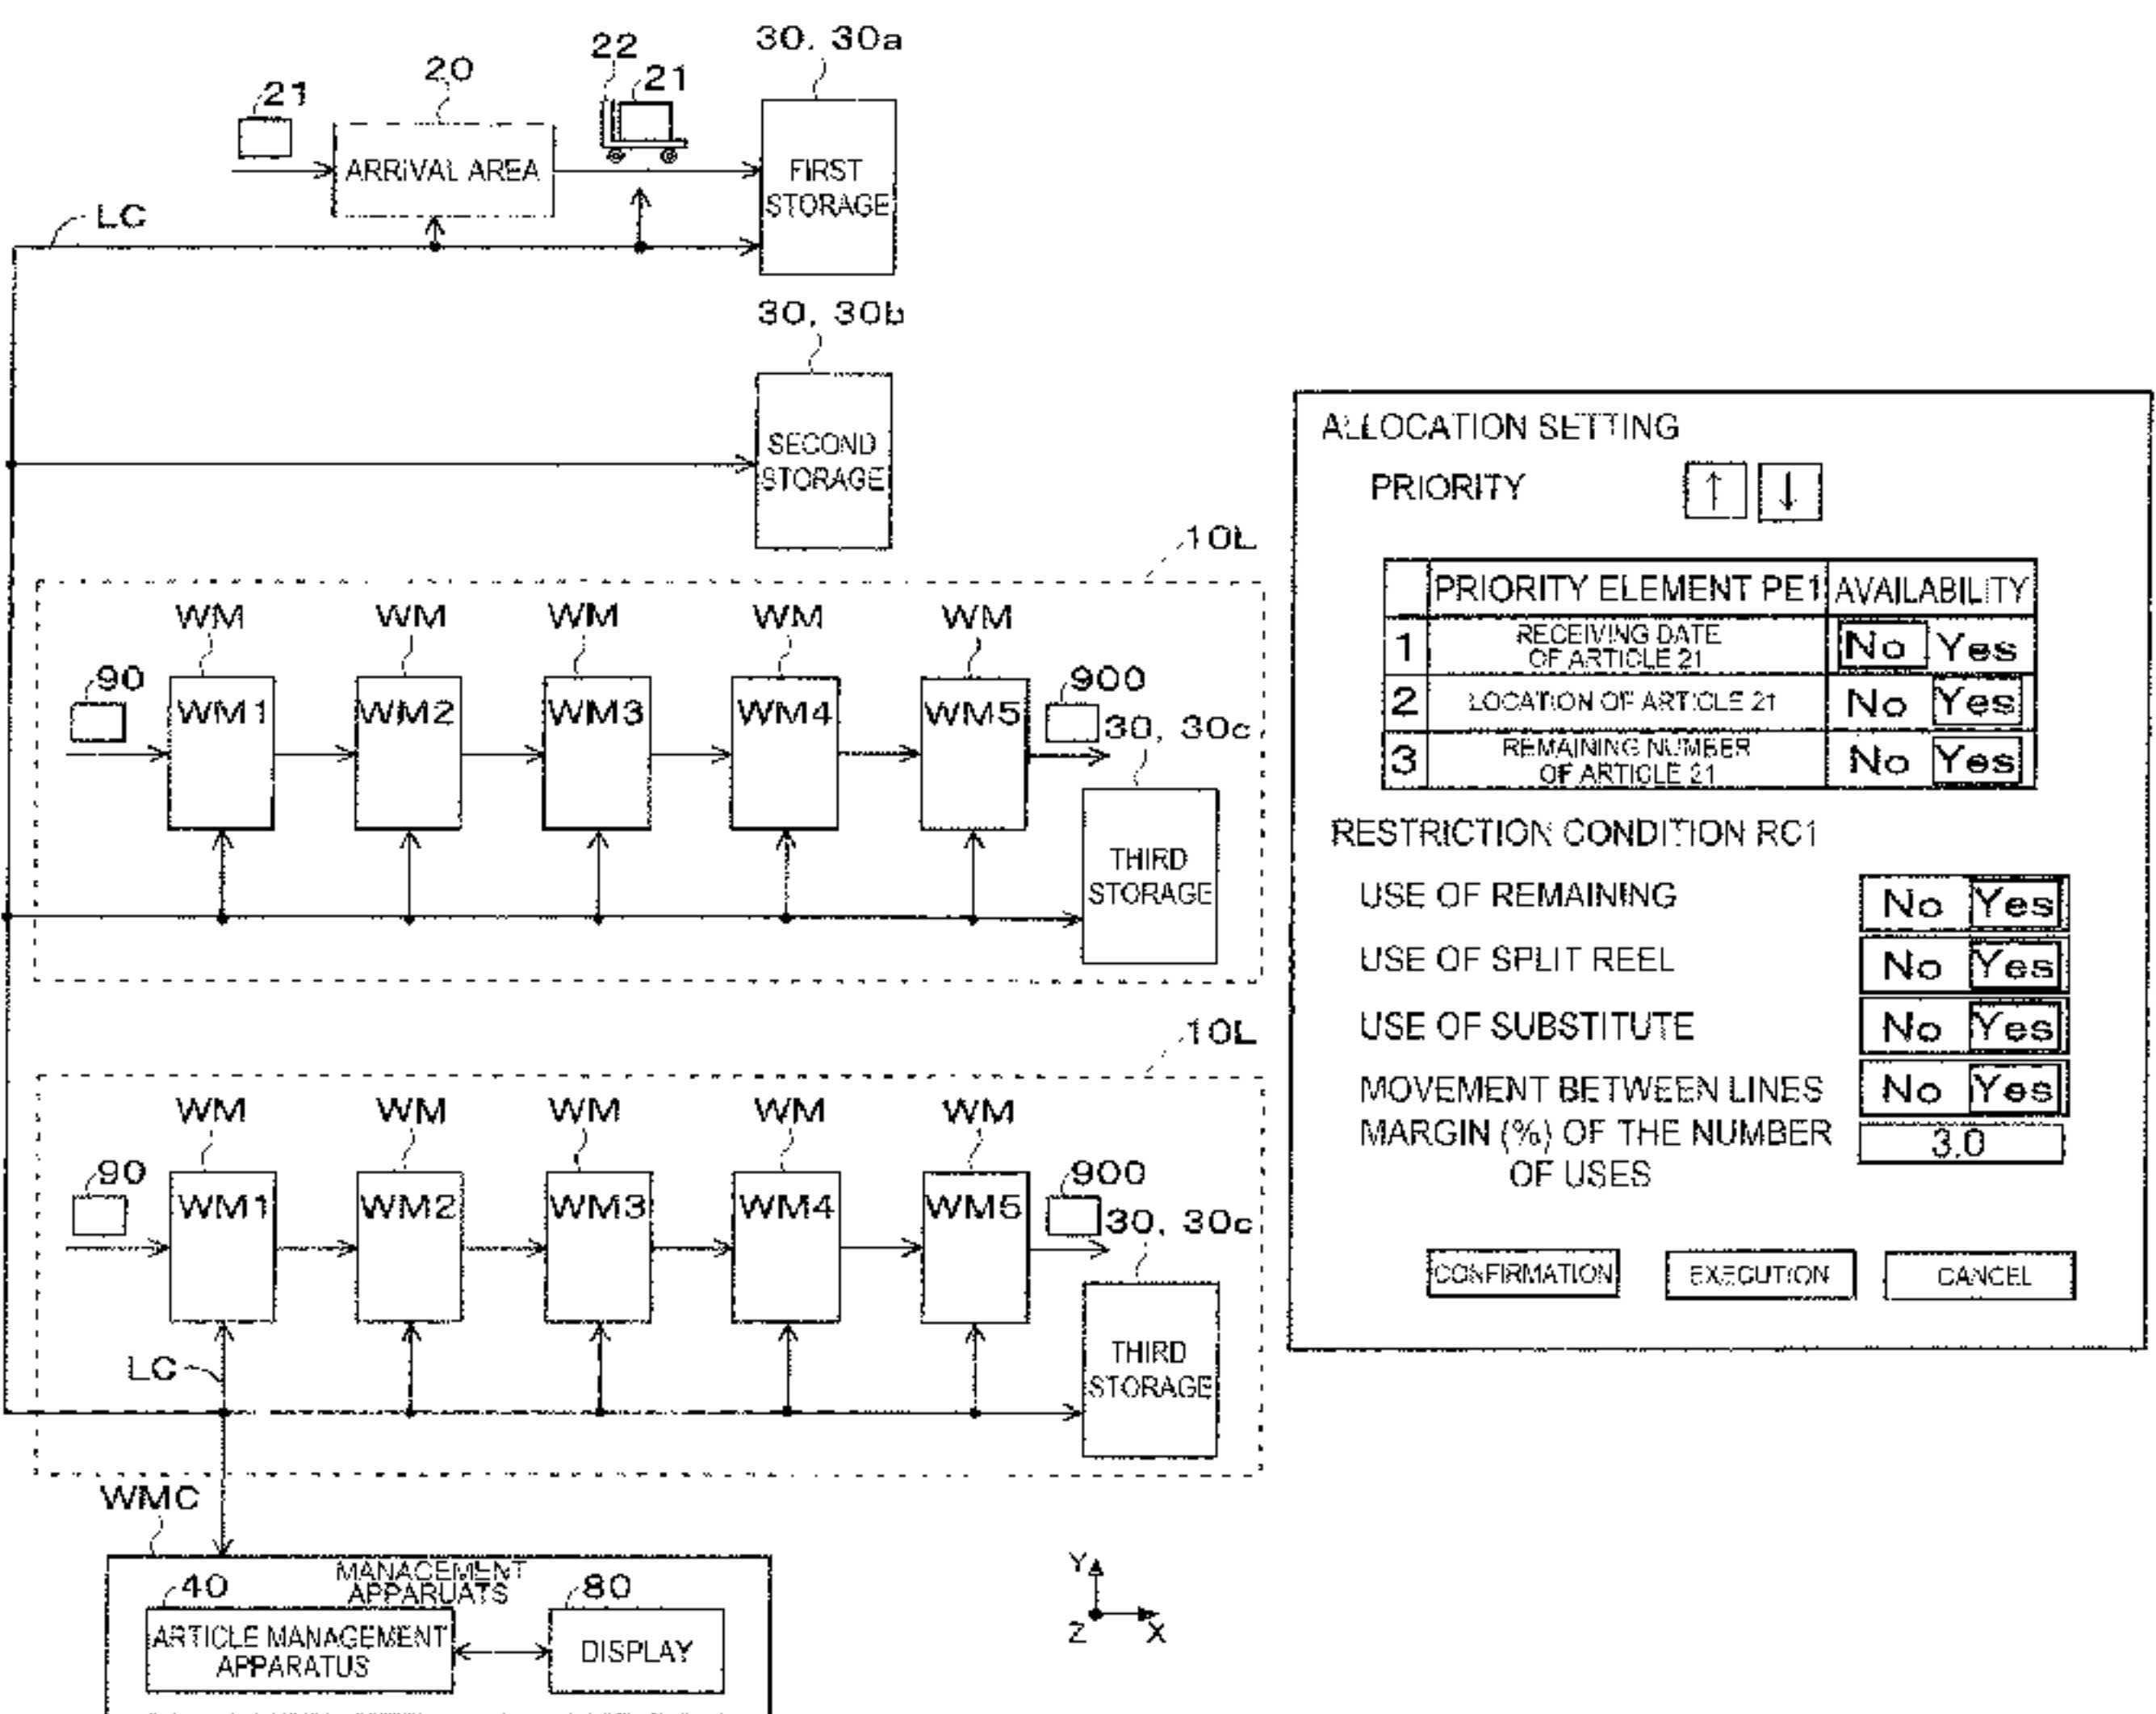 30, 30a
22
20
21
21
ARRIVAL AREA
FIRST
STORAGE
LC
30, 30b
SECOND
STORAGE
10L
WM WM WM WM WM
90
WM1 WM2 WM3 WM4 WM5
900
30, 30c
THIRD
STORAGE
10L
WM WM WM WM WM
90
WM1 WM2 WM3 WM4 WM5
900
30, 30c
LC
THIRD
STORAGE
WMC
MANAGEMENT
APPARUATS
40
80
ARTICLE MANAGEMENT
APPARATUS
DISPLAY
Y
Z X
ALLOCATION SETTING
PRIORITY ↑ ↓
PRIORITY ELEMENT PE1 AVAILABILITY
1 RECEIVING DATE
OF ARTICLE 21 No Yes
2 LOCATION OF ARTICLE 21 No Yes
3 REMAINING NUMBER
OF ARTICLE 21 No Yes
RESTRICTION CONDITION RC1
USE OF REMAINING No Yes
USE OF SPLIT REEL No Yes
USE OF SUBSTITUTE No Yes
MOVEMENT BETWEEN LINES No Yes
MARGIN (%) OF THE NUMBER
OF USES 3.0
CONFIRMATION EXECUTION CANCEL